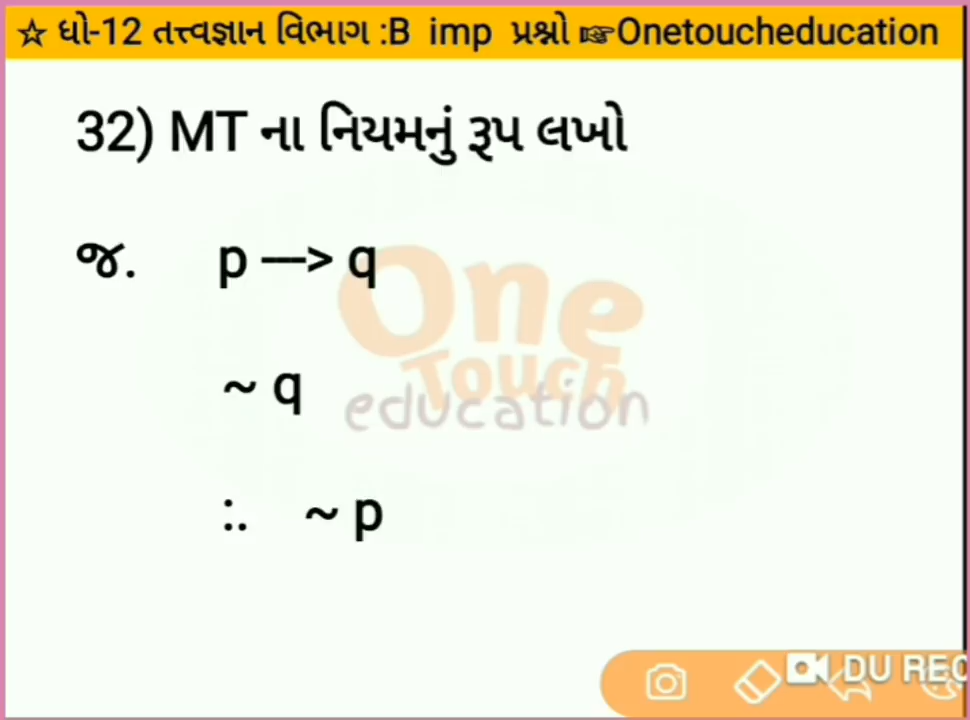 ☆ ધો-12 તત્ત્વજ્ઞાન વિભાગ :B imp પ્રશ્નો ☞Onetoucheducation
32) MT ના નિયમનું રૂપ લખો
જ. p —> q
~ q
:. ~ p
One
Touch
education
DU REC